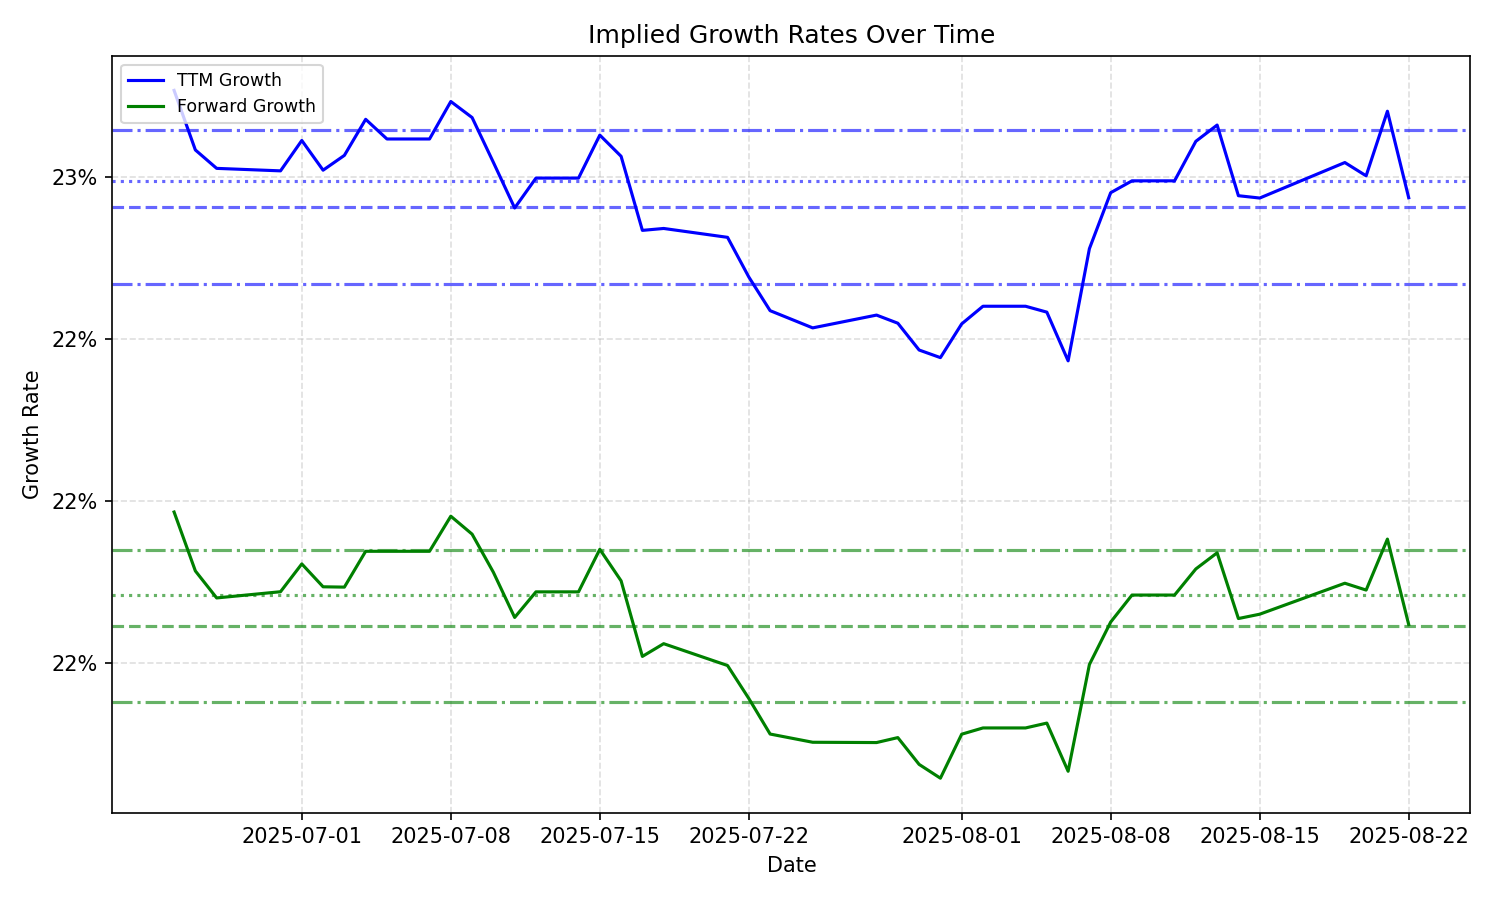 Implied Growth Rates Over Time
TTM Growth
Forward Growth
23%
22%
22%
22%
Growth Rate
2025-07-01 2025-07-08 2025-07-15 2025-07-22 2025-08-01 2025-08-08 2025-08-15 2025-08-22
Date